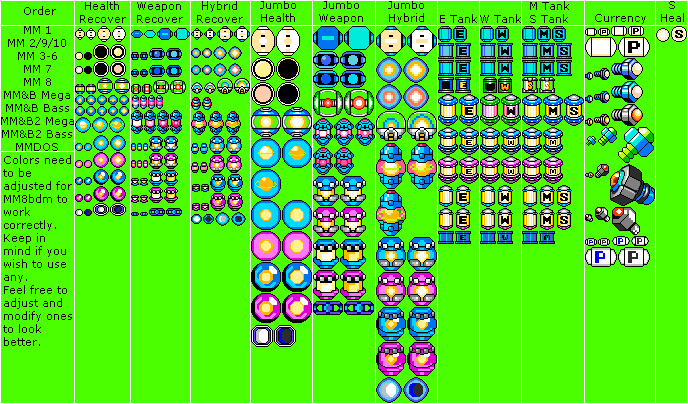 Order
Health Recover
Weapon Recover
Hybrid Recover
Jumbo Health
Jumbo Weapon
Jumbo Hybrid
E Tank
W Tank
M Tank
S Tank
Currency
S Heal
MM 1
MM 2/9/10
MM 3-6
MM 7
MM 8
MM&B Mega
MM&B Bass
MM&B2 Mega
MM&B2 Bass
MMDOS
Colors need
to be
adjusted for
MM8bdm to
work
correctly.
Keep in
mind if you
wish to use
any.
Feel free to
adjust and
modify ones
to look
better.
E W M S
E W M S
E W M S
E W M S
E W M S
E W M S
E W M S
E W M S
E W M S
P
P P
P P